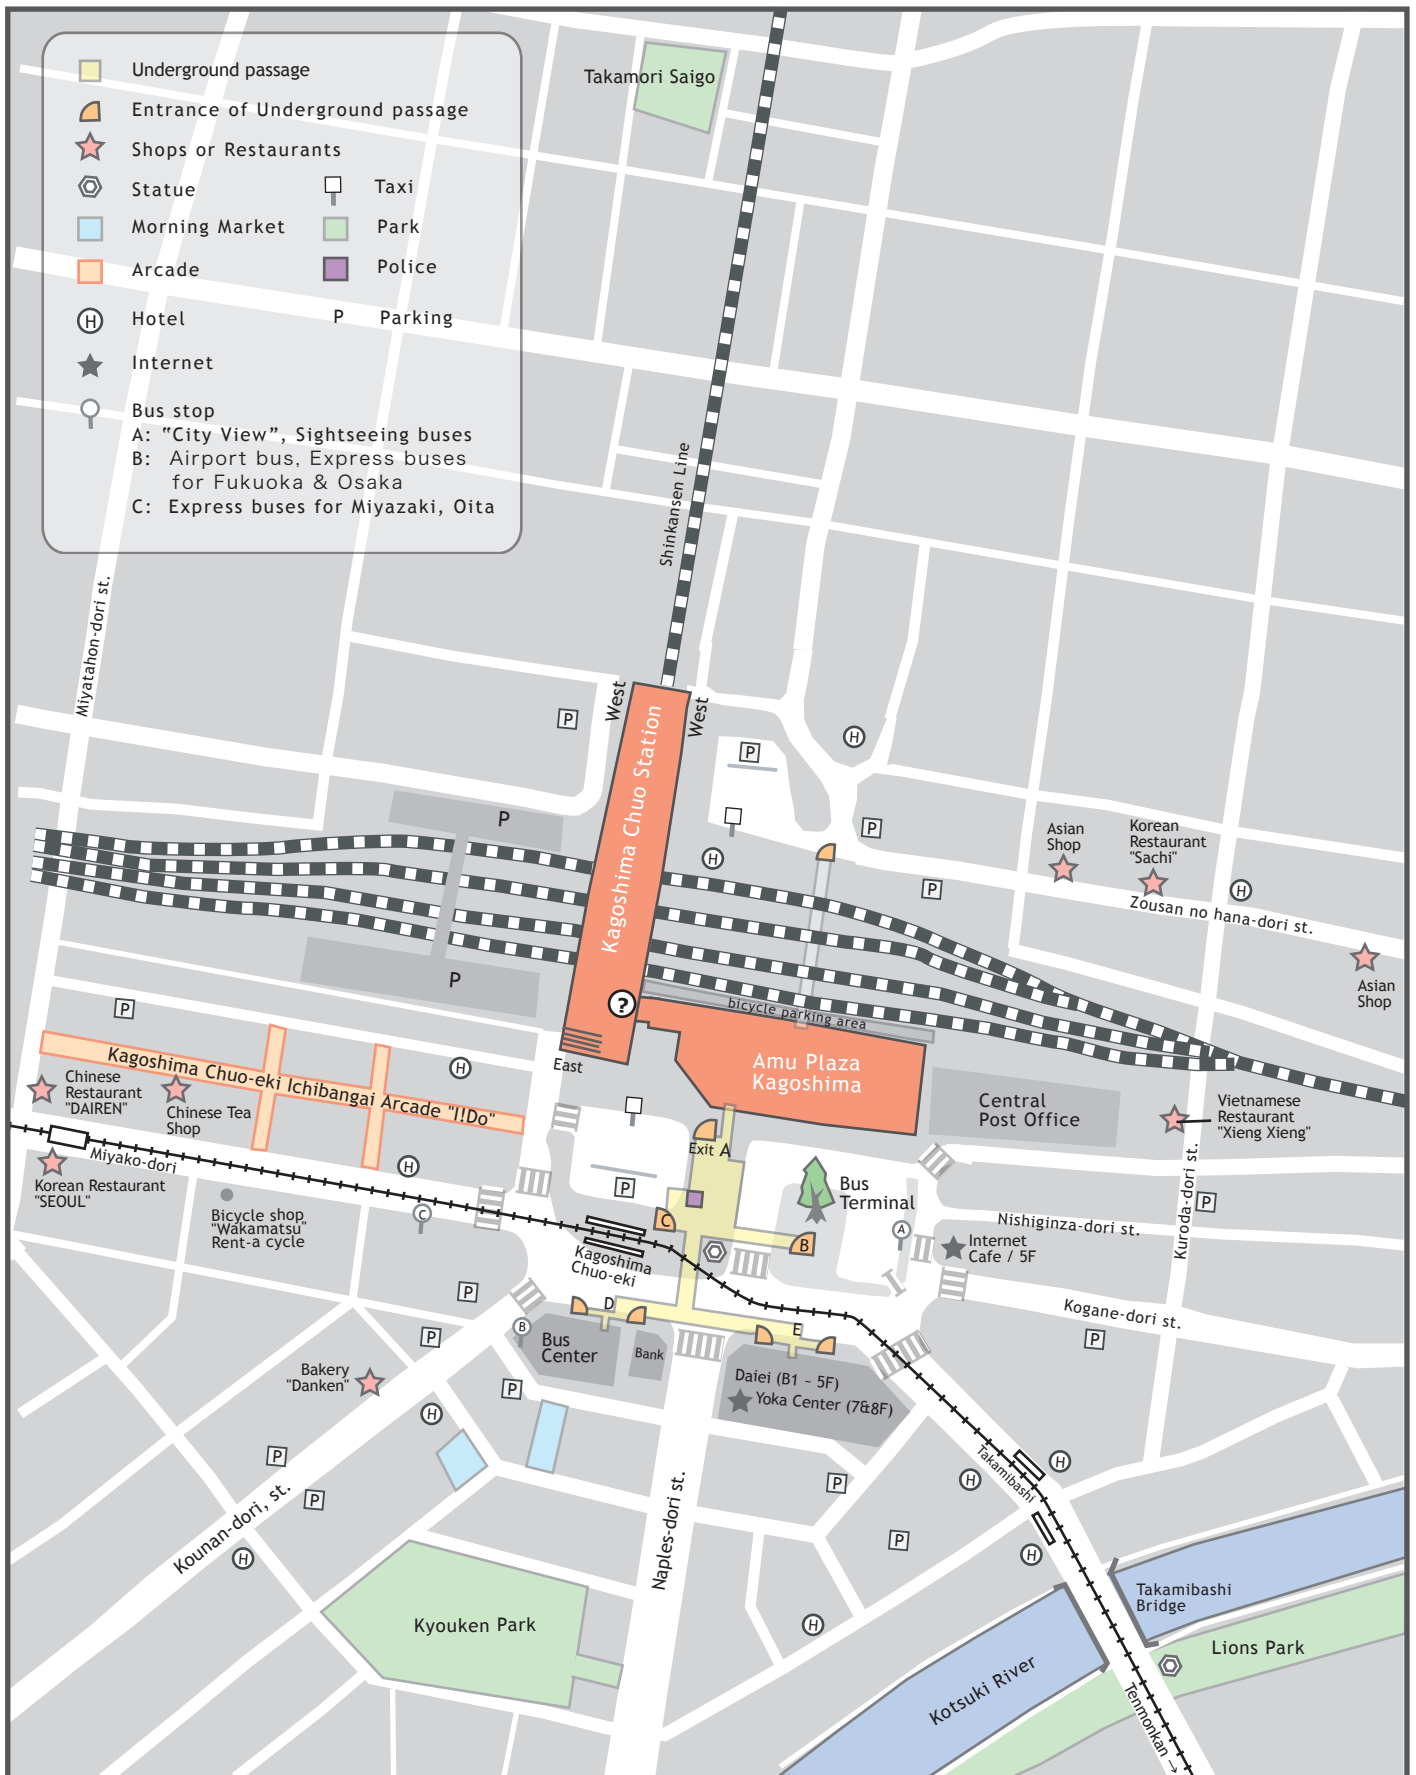 Underground passage
Entrance of Underground passage
Shops or Restaurants
Statue
Taxi
Morning Market
Park
Arcade
Police
H
Hotel
P
Parking
Internet
Bus stop
A: “City View”, Sightseeing buses
B: Airport bus, Express buses
for Fukuoka & Osaka
C: Express buses for Miyazaki, Oita
Takamori Saigo
Shinkansen Line
Miyatahon-dori st.
West
West
P
Kagoshima Chuo Station
P
H
P
P
H
P
Asian
Shop
Korean
Restaurant
"Sachi"
H
Zousan no hana-dori st.
Asian
Shop
P
P
?
bicycle parking area
Amu Plaza
Kagoshima
East
Central
Post Office
Vietnamese
Restaurant
"Xieng Xieng"
Kagoshima Chuo-eki Ichibangai Arcade "I!Do"
H
Chinese
Restaurant
"DAIREN"
Chinese Tea
Shop
Miyako-dori
Korean Restaurant
"SEOUL"
H
Bicycle shop
"Wakamatsu"
Rent-a cycle
C
P
Exit A
C
B
Bus
Terminal
A
Internet
Cafe / 5F
Nishiginza-dori st.
P
Kuroda-dori st.
Kogane-dori st.
P
Kagoshima
Chuo-eki
D
E
P
B
Bus
Center
Bank
Daiei (B1 - 5F)
Yoka Center (7&8F)
P
Bakery
"Danken"
P
H
P
P
Kounan-dori, st.
H
Naples-dori st.
P
P
H
H
Takamibashi
H
H
Kyouken Park
Takamibashi
Bridge
Lions Park
Kotsuki River
Tenmonkan →